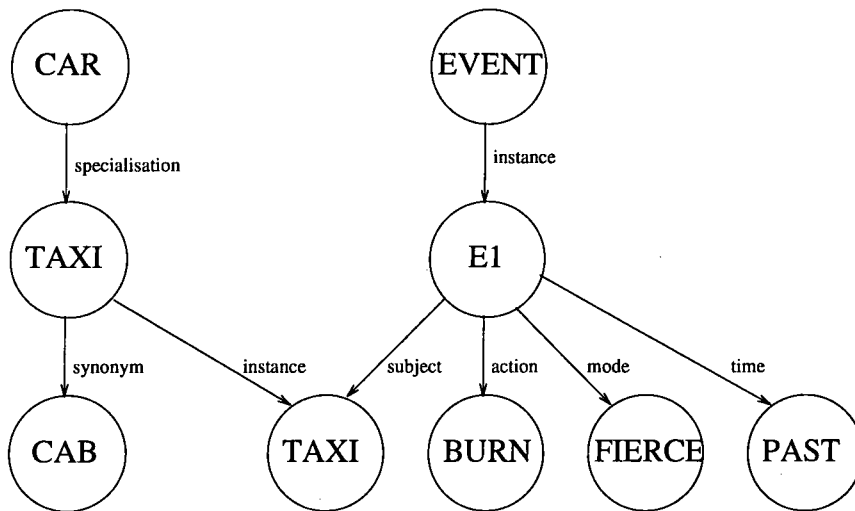 CAR
EVENT
specialisation
instance
TAXI
E1
synonym
instance
subject
action
mode
time
CAB
TAXI
BURN
FIERCE
PAST